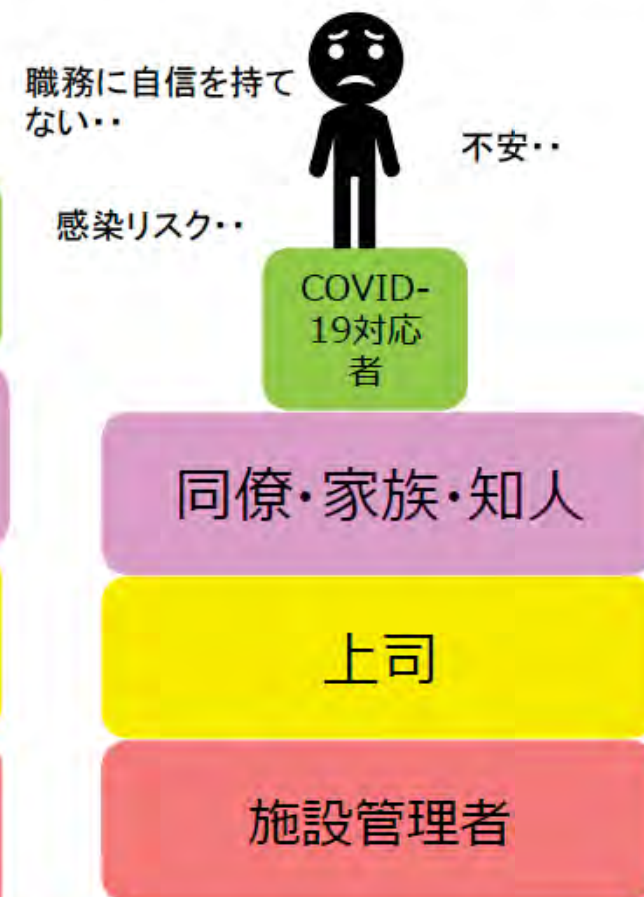 職務に自信を持て
ない・・
不安・・
感染リスク・・
COVID-
19対応
者
同僚・家族・知人
上司
施設管理者